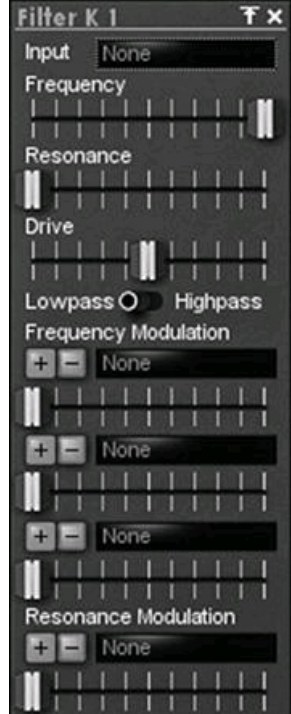 Filter K 1
Input None
Frequency
Resonance
Drive
Lowpass Highpass
Frequency Modulation
+ - None
+ - None
+ - None
Resonance Modulation
+ - None